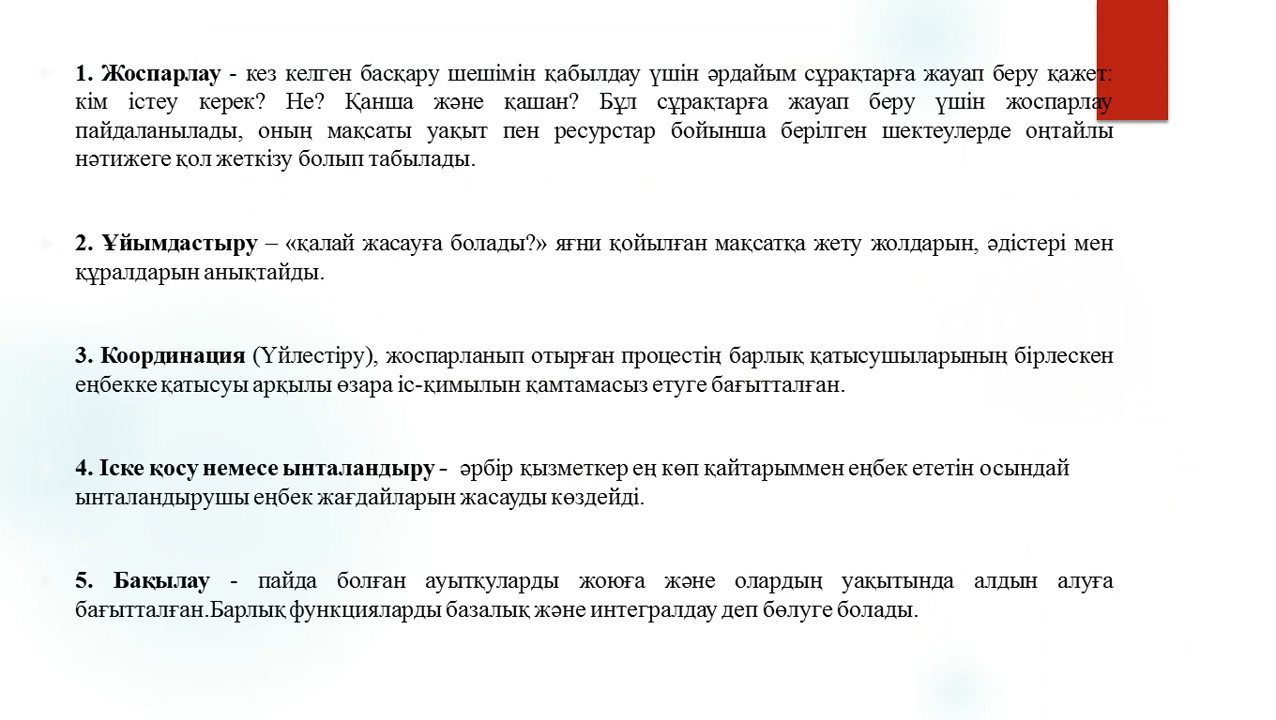 1. Жоспарлау - кез келген басқару шешімін қабылдау үшін әрдайым сұрақтарға жауап беру қажет:
кім істеу керек? Не? Қанша және қашан? Бұл сұрақтарға жауап беру үшін жоспарлау
пайдаланылады, оның мақсаты уақыт пен ресурстар бойынша берілген шектеулерде оңтайлы
нәтижеге қол жеткізу болып табылады.
2. Ұйымдастыру – «қалай жасауға болады?» яғни қойылған мақсатқа жету жолдарын, әдістері мен
құралдарын анықтайды.
3. Координация (Үйлестіру), жоспарланып отырған процестің барлық қатысушыларының бірлескен
еңбекке қатысуы арқылы өзара іс-қимылын қамтамасыз етуге бағытталған.
4. Іске қосу немесе ынталандыру - әрбір қызметкер ең көп қайтарыммен еңбек ететін осындай
ынталандырушы еңбек жағдайларын жасауды көздейді.
5. Бақылау - пайда болған ауытқуларды жоюға және олардың уақытында алдын алуға
бағытталған.Барлық функцияларды базалық және интегралдау деп бөлуге болады.